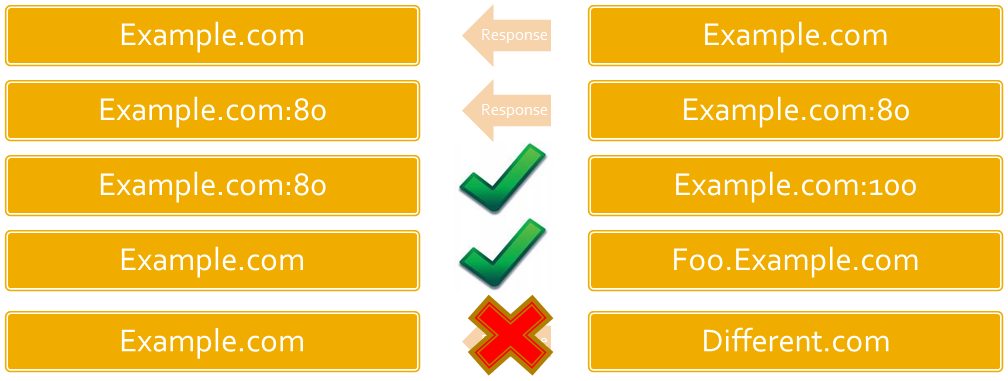 Example.com Response Example.com
Example.com:80 Response Example.com:80
Example.com:80 Example.com:100
Example.com Foo.Example.com
Example.com Different.com